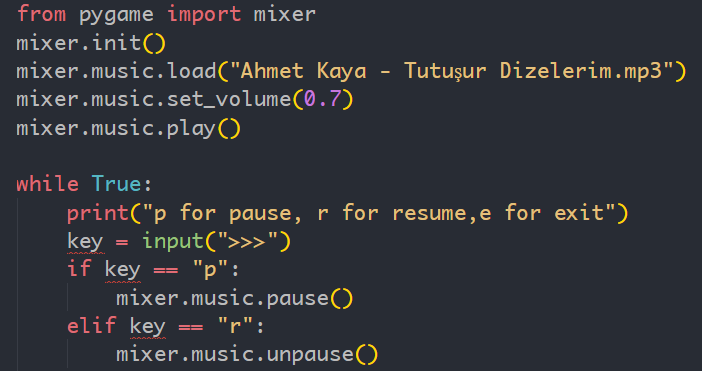 from pygame import mixer
mixer.init()
mixer.music.load("Ahmet Kaya - Tutuşur Dizelerim.mp3")
mixer.music.set_volume(0.7)
mixer.music.play()

while True:
    print("p for pause, r for resume,e for exit")
    key = input(">>>")
    if key == "p":
        mixer.music.pause()
    elif key == "r":
        mixer.music.unpause()